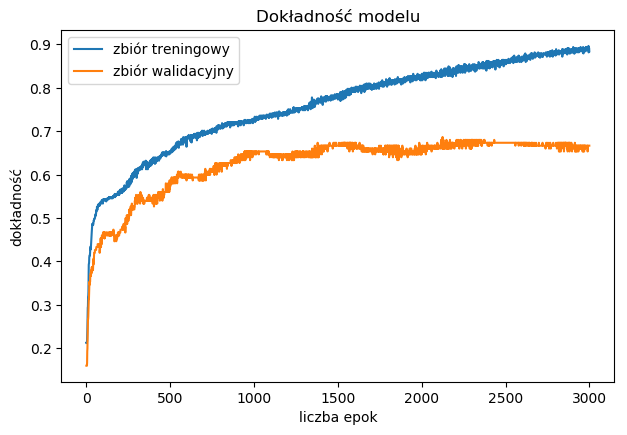 Dokładność modelu
zbiór treningowy
zbiór walidacyjny
dokładność
0.9
0.8
0.7
0.6
0.5
0.4
0.3
0.2
0 500 1000 1500 2000 2500 3000
liczba epok